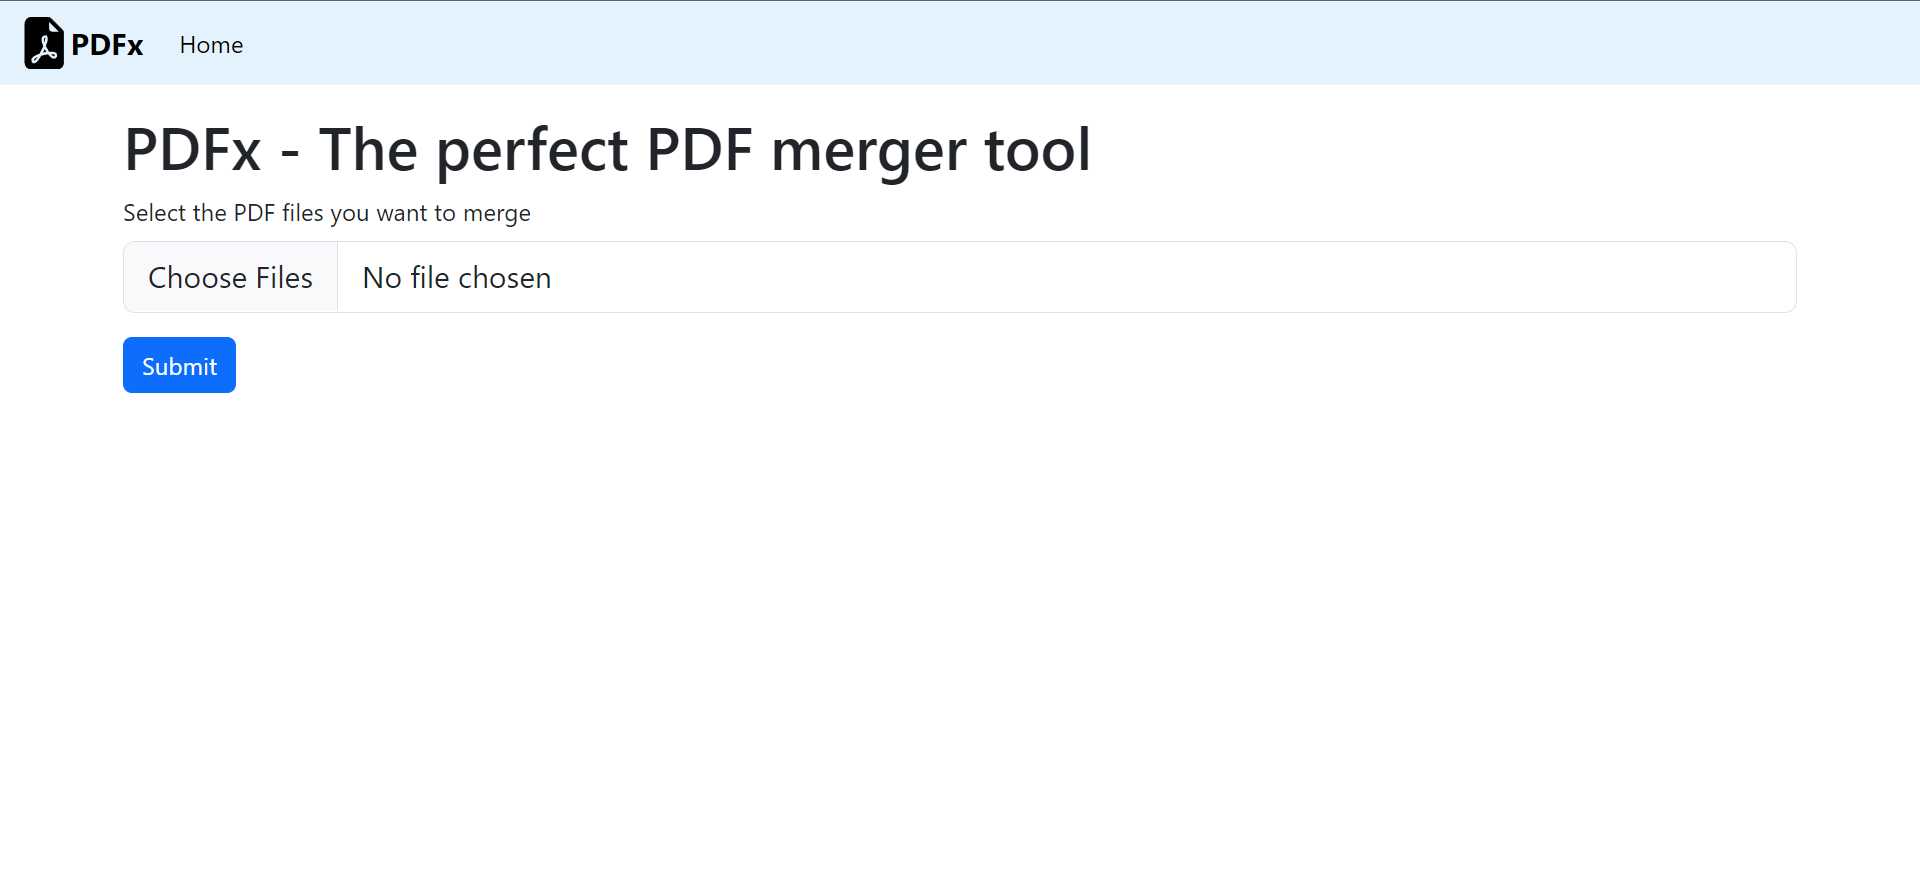 PDFx Home
PDFx - The perfect PDF merger tool
Select the PDF files you want to merge
Choose Files No file chosen
Submit